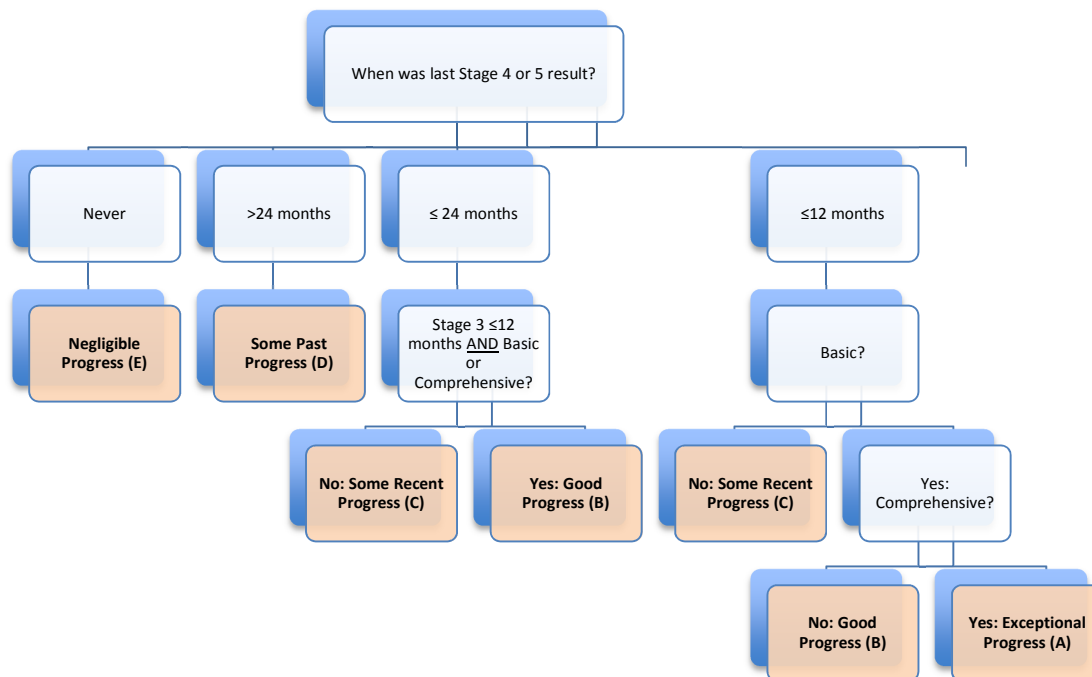 When was last Stage 4 or 5 result?
Never
>24 months
≤ 24 months
≤12 months
Negligible
Progress (E)
Some Past
Progress (D)
Stage 3 ≤12
months AND Basic
or
Comprehensive?
Basic?
No: Some Recent
Progress (C)
Yes: Good
Progress (B)
No: Some Recent
Progress (C)
Yes:
Comprehensive?
No: Good
Progress (B)
Yes: Exceptional
Progress (A)